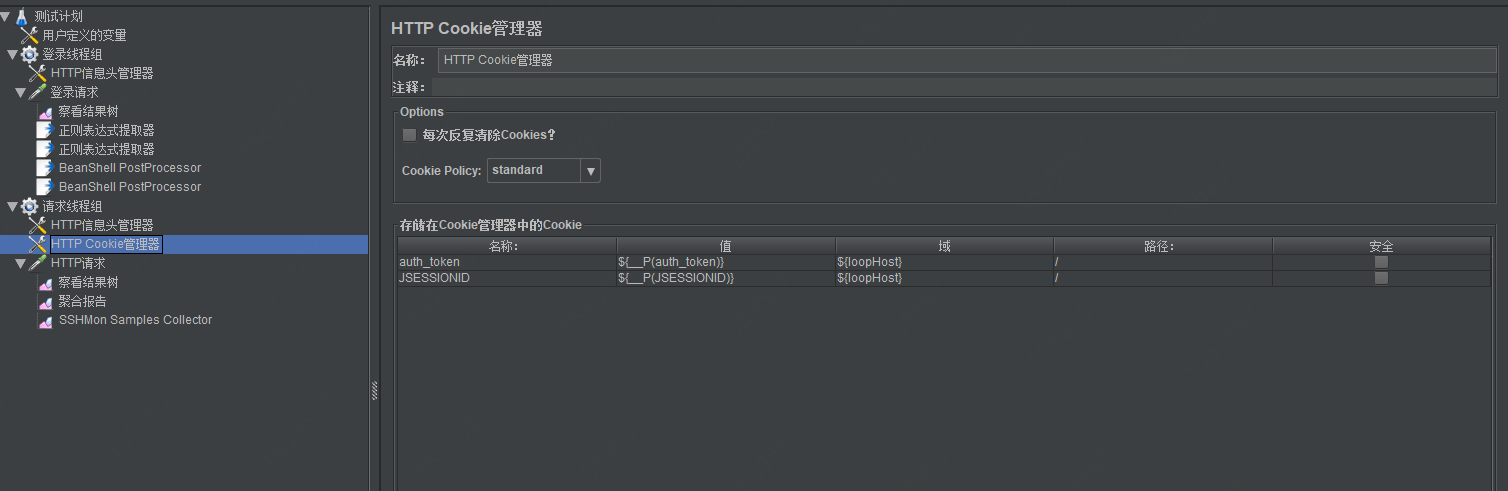 测试计划
用户定义的变量
登录线程组
HTTP信息头管理器
登录请求
察看结果树
正则表达式提取器
正则表达式提取器
BeanShell PostProcessor
BeanShell PostProcessor
请求线程组
HTTP信息头管理器
HTTP Cookie管理器
HTTP请求
察看结果树
聚合报告
SSHMon Samples Collector
HTTP Cookie管理器
名称： HTTP Cookie管理器
注释：
Options
每次反复清除Cookies?
Cookie Policy: standard
存储在Cookie管理器中的Cookie
名称: 值 域 路径: 安全
auth_token ${__P(auth_token)} ${loopHost} /
JSESSIONID ${__P(JSESSIONID)} ${loopHost} /